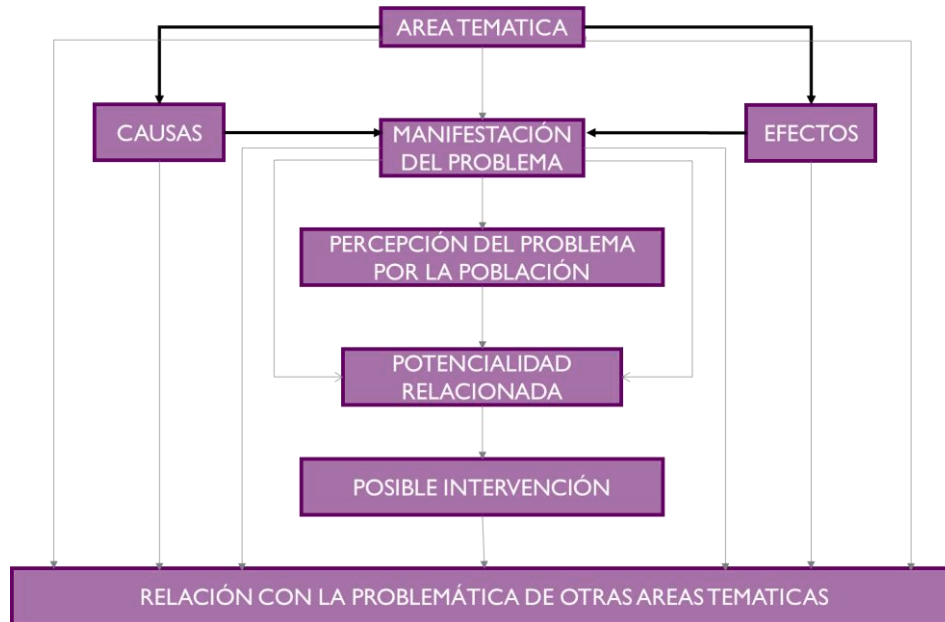 AREA TEMATICA
CAUSAS
MANIFESTACIÓN
DEL PROBLEMA
EFECTOS
PERCEPCIÓN DEL PROBLEMA
POR LA POBLACIÓN
POTENCIALIDAD
RELACIONADA
POSIBLE INTERVENCIÓN
RELACIÓN CON LA PROBLEMÁTICA DE OTRAS AREAS TEMATICAS